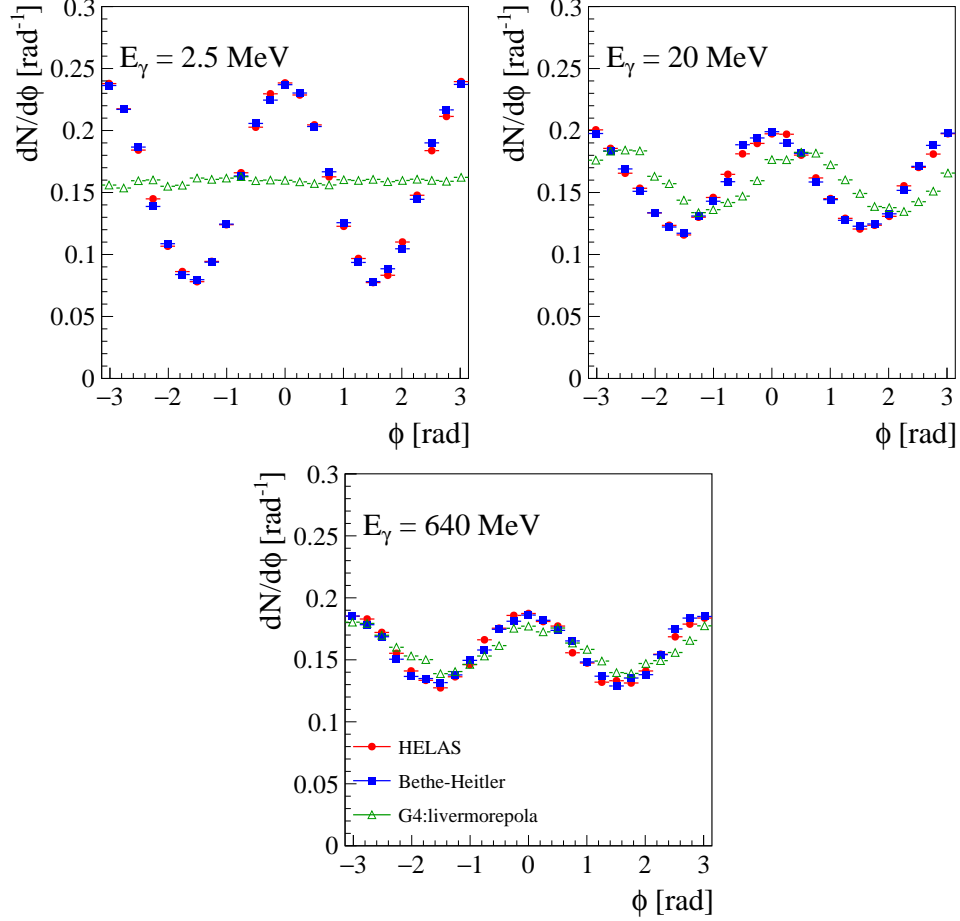 dN/dϕ [rad⁻¹]
E_γ = 2.5 MeV
0.3
0.25
0.2
0.15
0.1
0.05
0
−3 −2 −1 0 1 2 3
ϕ [rad]
dN/dϕ [rad⁻¹]
E_γ = 20 MeV
0.3
0.25
0.2
0.15
0.1
0.05
0
−3 −2 −1 0 1 2 3
ϕ [rad]
dN/dϕ [rad⁻¹]
E_γ = 640 MeV
0.3
0.25
0.2
0.15
0.1
0.05
0
HELAS
Bethe-Heitler
G4:livermorepola
−3 −2 −1 0 1 2 3
ϕ [rad]